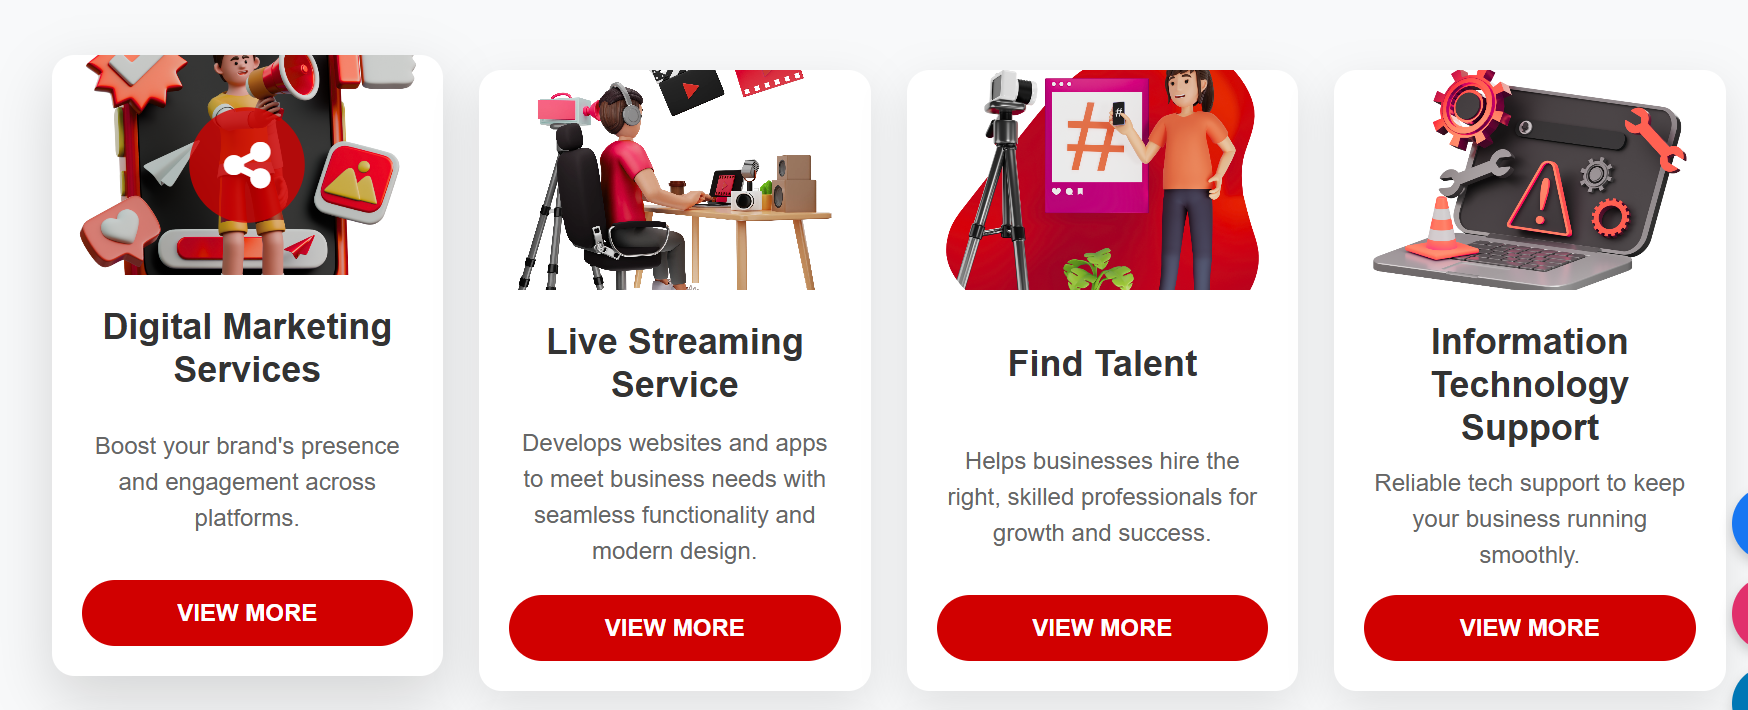 Digital Marketing
Services
Boost your brand's presence
and engagement across
platforms.
VIEW MORE
Live Streaming
Service
Develops websites and apps
to meet business needs with
seamless functionality and
modern design.
VIEW MORE
#
#
Find Talent
Helps businesses hire the
right, skilled professionals for
growth and success.
VIEW MORE
Information
Technology
Support
Reliable tech support to keep
your business running
smoothly.
VIEW MORE